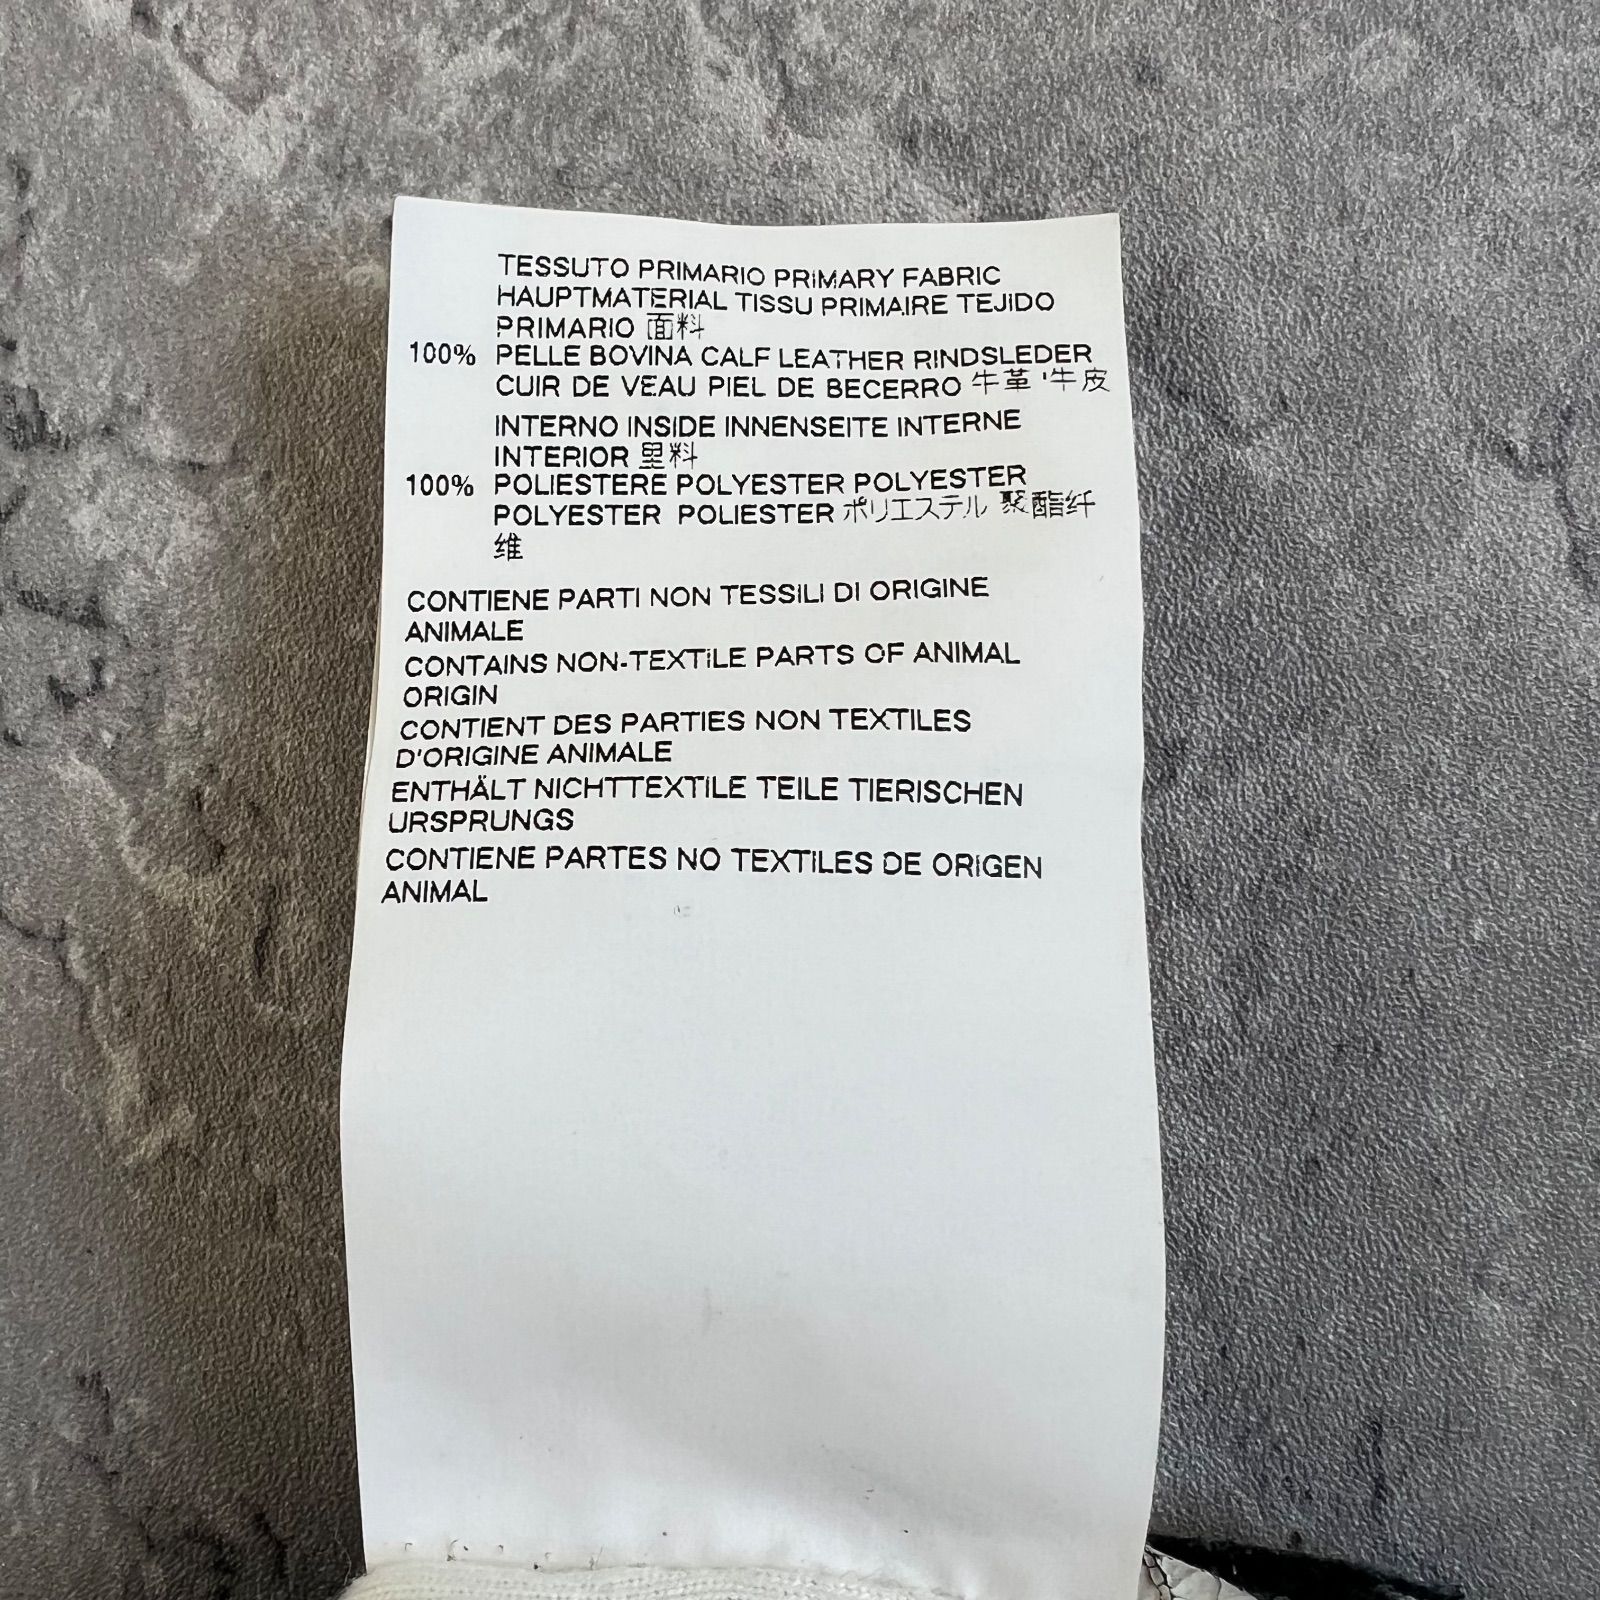 TESSUTO PRIMARIO PRIMARY FABRIC
HAUPTMATERIAL TISSU PRIMAIRE TEJIDO
PRIMARIO 面料
100% PELLE BOVINA CALF LEATHER RINDSLEDER
CUIR DE VEAU PIEL DE BECERRO 牛革 '牛皮
INTERNO INSIDE INNENSEITE INTERNE
INTERIOR 里料
100% POLIESTERE POLYESTER POLYESTER
POLYESTER POLIESTER ポリエステル 聚酯纤
维
CONTIENE PARTI NON TESSILI DI ORIGINE
ANIMALE
CONTAINS NON-TEXTILE PARTS OF ANIMAL
ORIGIN
CONTIENT DES PARTIES NON TEXTILES
D'ORIGINE ANIMALE
ENTHÄLT NICHTTEXTILE TEILE TIERISCHEN
URSPRUNGS
CONTIENE PARTES NO TEXTILES DE ORIGEN
ANIMAL